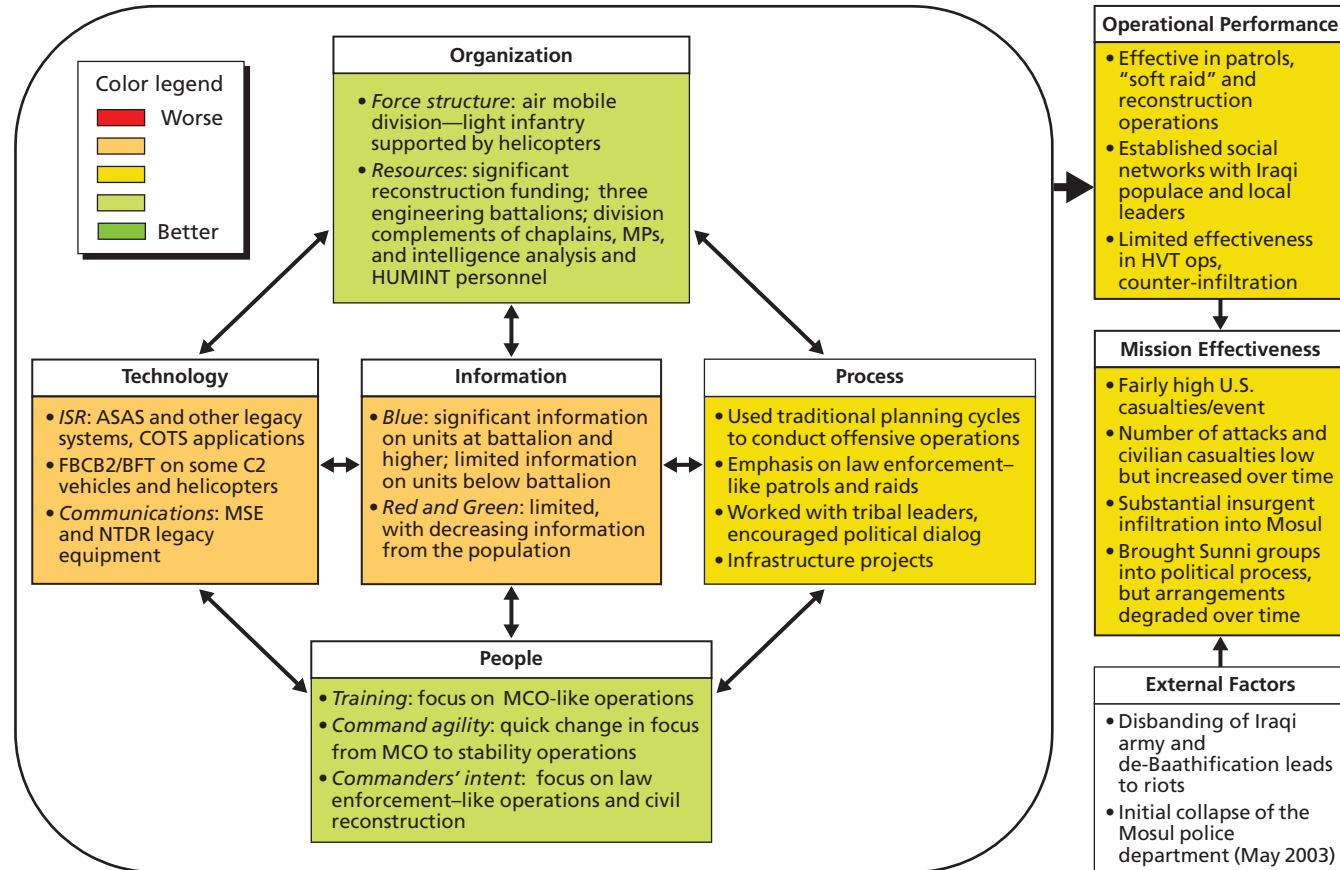 Color legend
Worse
Better
Organization
• Force structure: air mobile
division—light infantry
supported by helicopters
• Resources: significant
reconstruction funding; three
engineering battalions; division
complements of chaplains, MPs,
and intelligence analysis and
HUMINT personnel
Technology
• ISR: ASAS and other legacy
systems, COTS applications
• FBCB2/BFT on some C2
vehicles and helicopters
• Communications: MSE
and NTDR legacy
equipment
Information
• Blue: significant information
on units at battalion and
higher; limited information
on units below battalion
• Red and Green: limited,
with decreasing information
from the population
Process
• Used traditional planning cycles
to conduct offensive operations
• Emphasis on law enforcement–
like patrols and raids
• Worked with tribal leaders,
encouraged political dialog
• Infrastructure projects
People
• Training: focus on MCO-like operations
• Command agility: quick change in focus
from MCO to stability operations
• Commanders’ intent: focus on law
enforcement–like operations and civil
reconstruction
Operational Performance
• Effective in patrols,
“soft raid” and
reconstruction
operations
• Established social
networks with Iraqi
populace and local
leaders
• Limited effectiveness
in HVT ops,
counter-infiltration
Mission Effectiveness
• Fairly high U.S.
casualties/event
• Number of attacks and
civilian casualties low
but increased over time
• Substantial insurgent
infiltration into Mosul
• Brought Sunni groups
into political process,
but arrangements
degraded over time
External Factors
• Disbanding of Iraqi
army and
de-Baathification leads
to riots
• Initial collapse of the
Mosul police
department (May 2003)